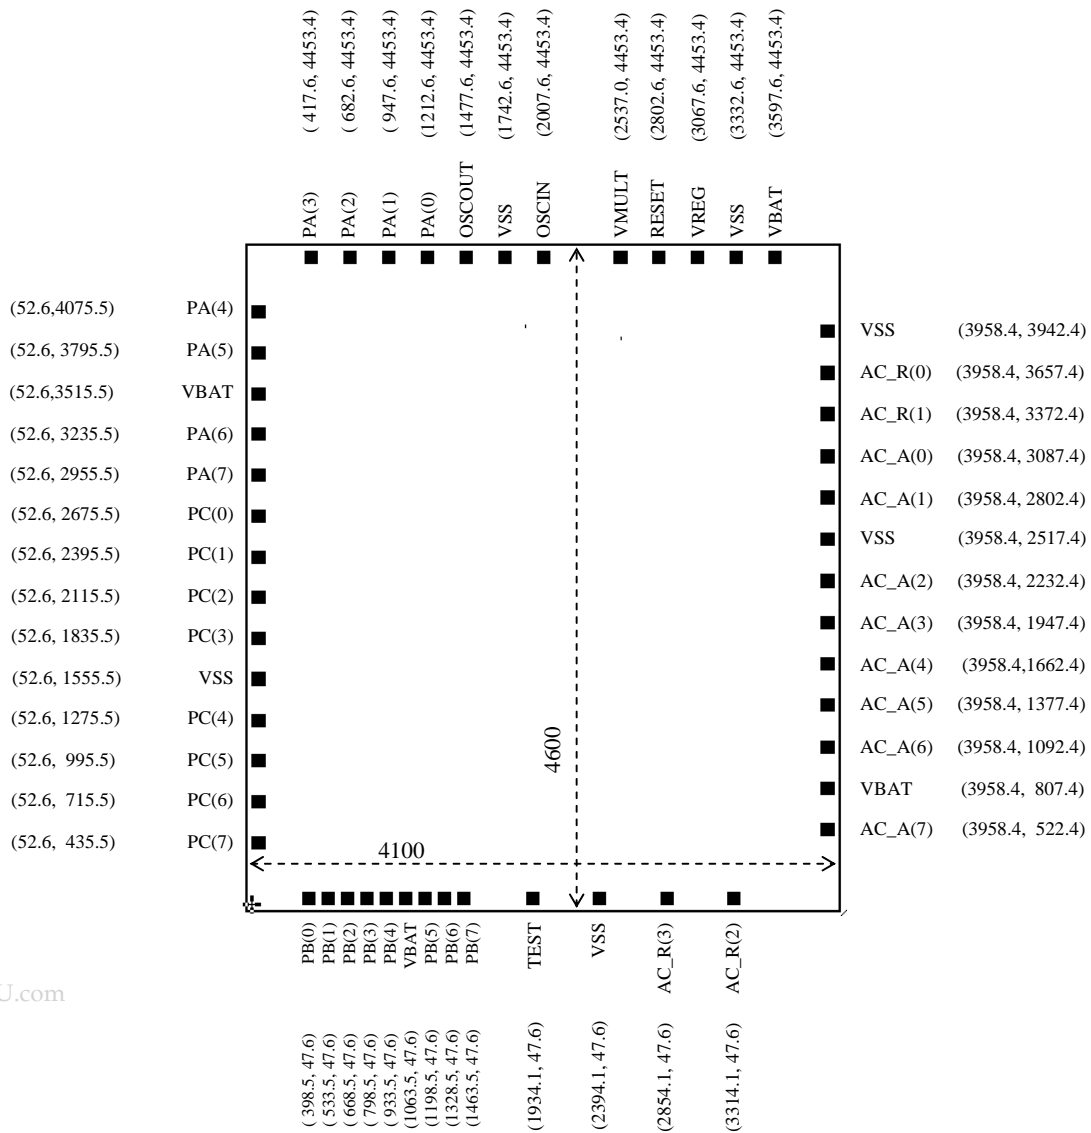 ( 417.6, 4453.4)
( 682.6, 4453.4)
( 947.6, 4453.4)
(1212.6, 4453.4)
(1477.6, 4453.4)
(1742.6, 4453.4)
(2007.6, 4453.4)
(2537.0, 4453.4)
(2802.6, 4453.4)
(3067.6, 4453.4)
(3332.6, 4453.4)
(3597.6, 4453.4)
PA(3)
PA(2)
PA(1)
PA(0)
OSCOUT
VSS
OSCIN
VMULT
RESET
VREG
VSS
VBAT
(52.6,4075.5) PA(4)
(52.6, 3795.5) PA(5)
(52.6,3515.5) VBAT
(52.6, 3235.5) PA(6)
(52.6, 2955.5) PA(7)
(52.6, 2675.5) PC(0)
(52.6, 2395.5) PC(1)
(52.6, 2115.5) PC(2)
(52.6, 1835.5) PC(3)
(52.6, 1555.5) VSS
(52.6, 1275.5) PC(4)
(52.6, 995.5) PC(5)
(52.6, 715.5) PC(6)
(52.6, 435.5) PC(7)
VSS (3958.4, 3942.4)
AC_R(0) (3958.4, 3657.4)
AC_R(1) (3958.4, 3372.4)
AC_A(0) (3958.4, 3087.4)
AC_A(1) (3958.4, 2802.4)
VSS (3958.4, 2517.4)
AC_A(2) (3958.4, 2232.4)
AC_A(3) (3958.4, 1947.4)
AC_A(4) (3958.4,1662.4)
AC_A(5) (3958.4, 1377.4)
AC_A(6) (3958.4, 1092.4)
VBAT (3958.4, 807.4)
AC_A(7) (3958.4, 522.4)
4600
4100
PB(0)
PB(1)
PB(2)
PB(3)
PB(4)
VBAT
PB(5)
PB(6)
PB(7)
TEST
VSS
AC_R(3)
AC_R(2)
U.com
( 398.5, 47.6)
( 533.5, 47.6)
( 668.5, 47.6)
( 798.5, 47.6)
( 933.5, 47.6)
(1063.5, 47.6)
(1198.5, 47.6)
(1328.5, 47.6)
(1463.5, 47.6)
(1934.1, 47.6)
(2394.1, 47.6)
(2854.1, 47.6)
(3314.1, 47.6)